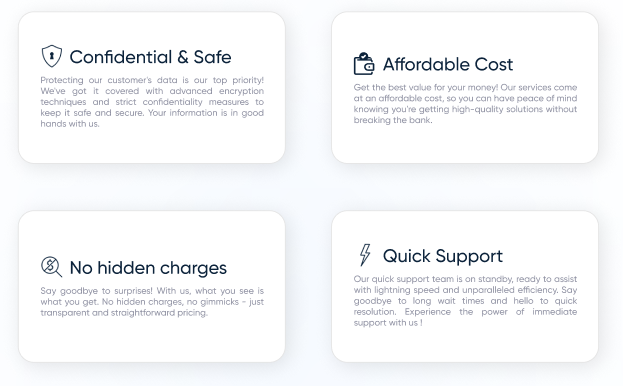 Confidential & Safe
Protecting our customer's data is our top priority!
We've got it covered with advanced encryption
techniques and strict confidentiality measures to
keep it safe and secure. Your information is in good
hands with us.
Affordable Cost
Get the best value for your money! Our services come
at an affordable cost, so you can have peace of mind
knowing you're getting high-quality solutions without
breaking the bank.
No hidden charges
Say goodbye to surprises! With us, what you see is
what you get. No hidden charges, no gimmicks - just
transparent and straightforward pricing.
Quick Support
Our quick support team is on standby, ready to assist
with lightning speed and unparalleled efficiency. Say
goodbye to long wait times and hello to quick
resolution. Experience the power of immediate
support with us !